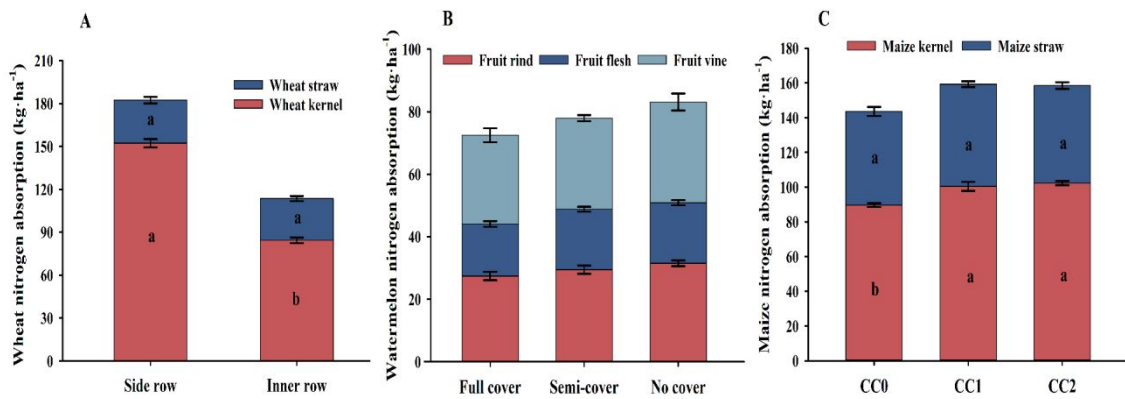 A
Wheat nitrogen absorption (kg·ha⁻¹)
210
180
150
120
90
60
30
0
Wheat straw
Wheat kernel
a
a
a
b
Side row
Inner row
B
Watermelon nitrogen absorption (kg·ha⁻¹)
100
80
60
40
20
0
Fruit rind
Fruit flesh
Fruit vine
Full cover
Semi-cover
No cover
C
Maize nitrogen absorption (kg·ha⁻¹)
180
160
140
120
100
80
60
40
20
0
Maize kernel
Maize straw
a
a
a
b
a
a
CC0
CC1
CC2